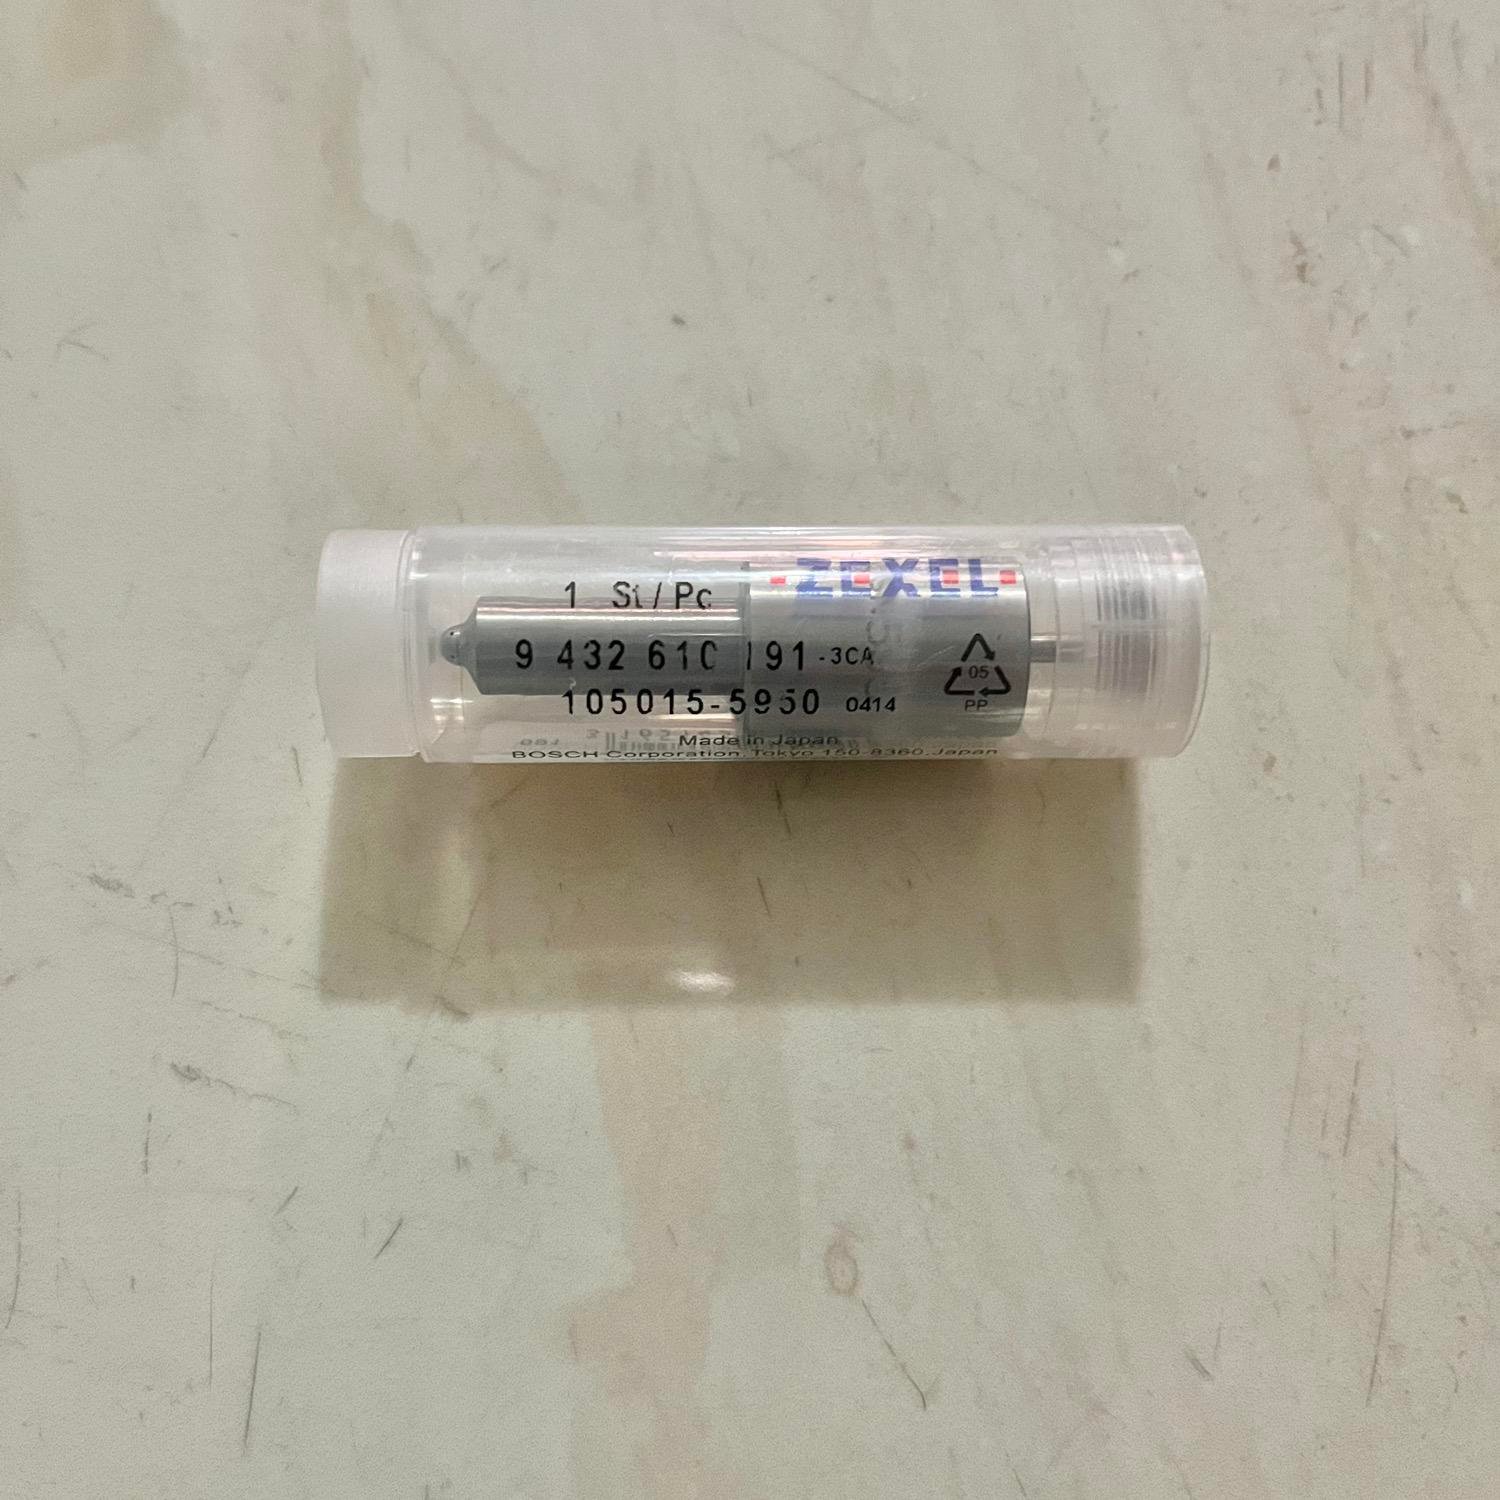 ZEXEL
1 St / Pc
9 432 610 191 -3CA
105015-5950 0414
05
PP
Made in Japan
BOSCH Corporation, Tokyo 150-8360, Japan